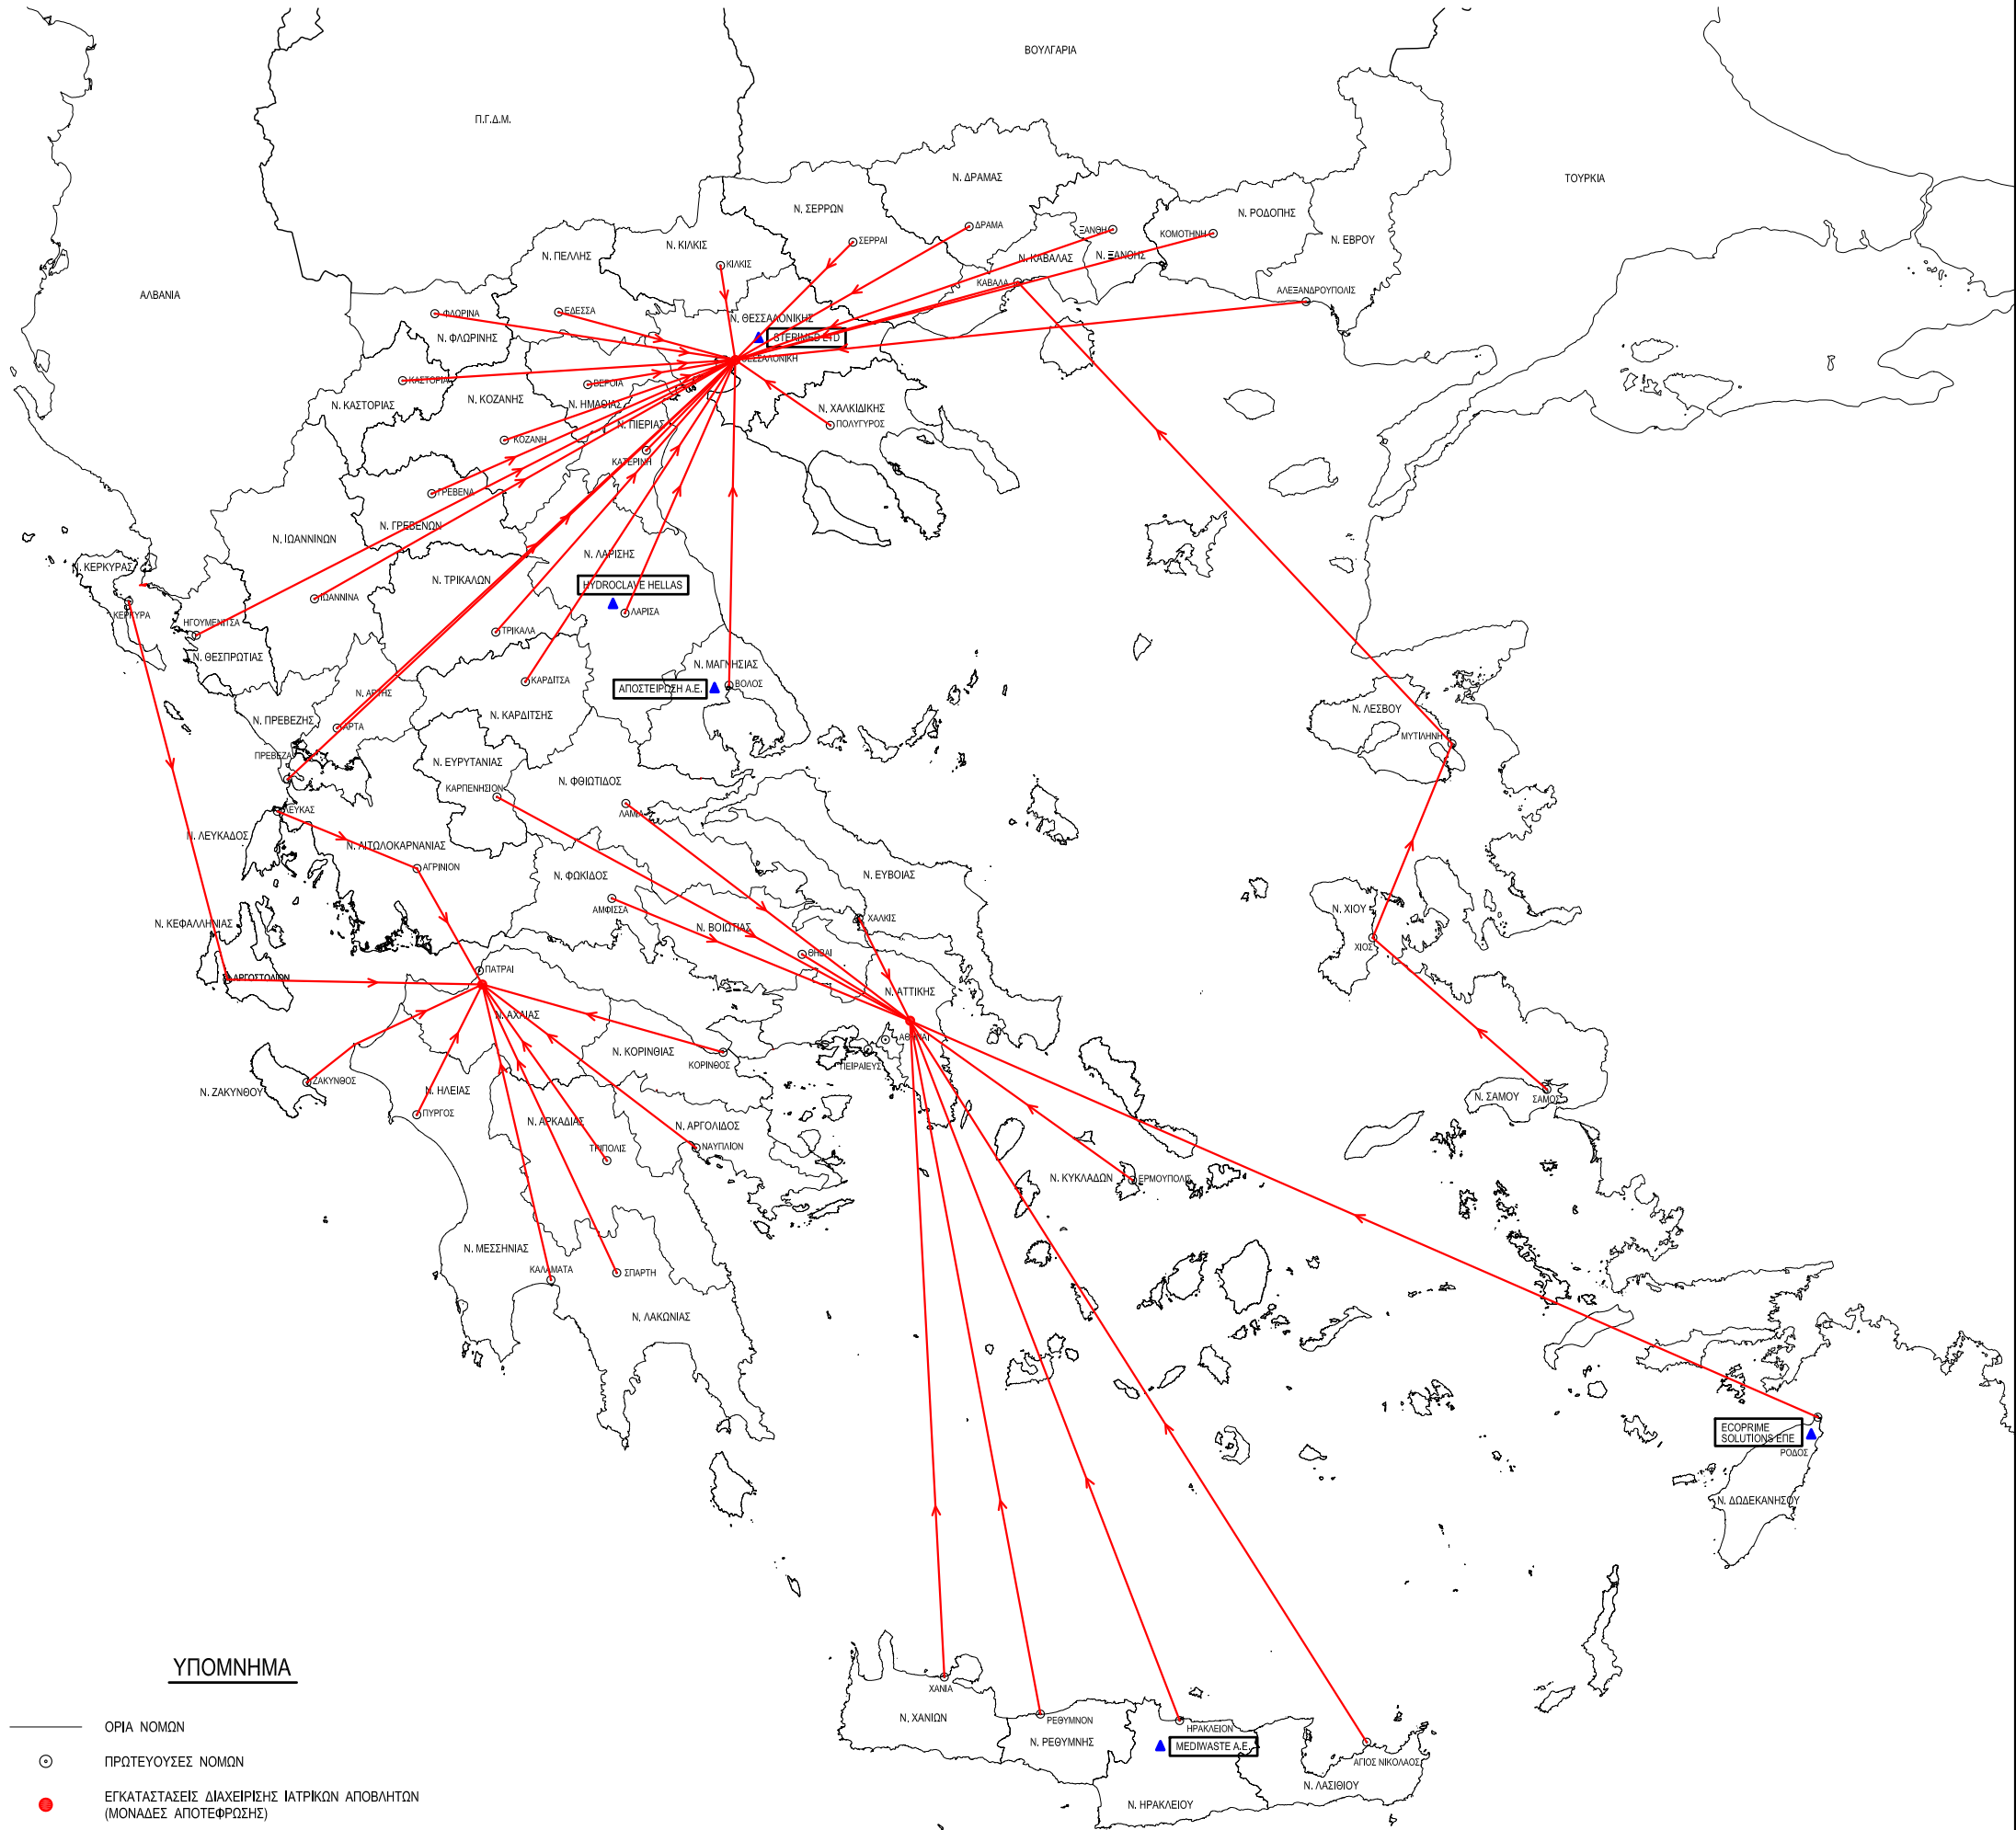 ΒΟΥΛΓΑΡΙΑ
Π.Γ.Δ.Μ.
ΤΟΥΡΚΙΑ
ΑΛΒΑΝΙΑ
Ν. ΔΡΑΜΑΣ
Ν. ΣΕΡΡΩΝ
Ν. ΡΟΔΟΠΗΣ
ΔΡΑΜΑ
ΞΑΝΘΗ
ΚΟΜΟΤΗΝΗ
Ν. ΕΒΡΟΥ
ΣΕΡΡΑΙ
Ν. ΚΙΛΚΙΣ
Ν. ΠΕΛΛΗΣ
Ν. ΚΑΒΑΛΑΣ
Ν. ΞΑΝΘΗΣ
ΚΙΛΚΙΣ
ΚΑΒΑΛΑ
ΑΛΕΞΑΝΔΡΟΥΠΟΛΙΣ
ΦΛΩΡΙΝΑ
ΕΔΕΣΣΑ
Ν. ΘΕΣΣΑΛΟΝΙΚΗΣ
Ν. ΦΛΩΡΙΝΗΣ
STERIMED LTD
ΘΕΣΣΑΛΟΝΙΚΗ
ΚΑΣΤΟΡΙΑ
ΒΕΡΟΙΑ
Ν. ΚΑΣΤΟΡΙΑΣ
Ν. ΚΟΖΑΝΗΣ
Ν. ΗΜΑΘΙΑΣ
Ν. ΧΑΛΚΙΔΙΚΗΣ
Ν. ΠΙΕΡΙΑΣ
ΠΟΛΥΓΥΡΟΣ
ΚΟΖΑΝΗ
ΚΑΤΕΡΙΝΗ
ΓΡΕΒΕΝΑ
Ν. ΓΡΕΒΕΝΩΝ
Ν. ΙΩΑΝΝΙΝΩΝ
Ν. ΛΑΡΙΣΗΣ
Ν. ΚΕΡΚΥΡΑΣ
Ν. ΤΡΙΚΑΛΩΝ
HYDROCLAVE HELLAS
ΙΩΑΝΝΙΝΑ
ΚΕΡΚΥΡΑ
ΛΑΡΙΣΑ
ΗΓΟΥΜΕΝΙΤΣΑ
ΤΡΙΚΑΛΑ
Ν. ΘΕΣΠΡΩΤΙΑΣ
Ν. ΜΑΓΝΗΣΙΑΣ
ΚΑΡΔΙΤΣΑ
ΑΠΟΣΤΕΙΡΩΣΗ Α.Ε.
ΒΟΛΟΣ
Ν. ΑΡΤΗΣ
Ν. ΛΕΣΒΟΥ
Ν. ΠΡΕΒΕΖΗΣ
Ν. ΚΑΡΔΙΤΣΗΣ
ΑΡΤΑ
ΜΥΤΙΛΗΝΗ
ΠΡΕΒΕΖΑ
Ν. ΕΥΡΥΤΑΝΙΑΣ
Ν. ΦΘΙΩΤΙΔΟΣ
ΚΑΡΠΕΝΗΣΙΟΝ
ΛΕΥΚΑΣ
ΛΑΜΙΑ
Ν. ΛΕΥΚΑΔΟΣ
Ν. ΑΙΤΩΛΟΚΑΡΝΑΝΙΑΣ
ΑΓΡΙΝΙΟΝ
Ν. ΦΩΚΙΔΟΣ
Ν. ΕΥΒΟΙΑΣ
ΑΜΦΙΣΣΑ
Ν. ΧΙΟΥ
ΧΑΛΚΙΣ
Ν. ΚΕΦΑΛΛΗΝΙΑΣ
Ν. ΒΟΙΩΤΙΑΣ
ΧΙΟΣ
ΘΗΒΑΙ
ΠΑΤΡΑΙ
ΑΡΓΟΣΤΟΛΙΟΝ
Ν. ΑΤΤΙΚΗΣ
Ν. ΑΧΑΙΑΣ
ΑΘΗΝΑΙ
Ν. ΚΟΡΙΝΘΙΑΣ
ΚΟΡΙΝΘΟΣ
ΠΕΙΡΑΙΕΥΣ
ΖΑΚΥΝΘΟΣ
Ν. ΖΑΚΥΝΘΟΥ
Ν. ΗΛΕΙΑΣ
Ν. ΣΑΜΟΥ
ΣΑΜΟΣ
ΠΥΡΓΟΣ
Ν. ΑΡΚΑΔΙΑΣ
Ν. ΑΡΓΟΛΙΔΟΣ
ΤΡΙΠΟΛΙΣ
ΝΑΥΠΛΙΟΝ
Ν. ΚΥΚΛΑΔΩΝ
ΕΡΜΟΥΠΟΛΙΣ
Ν. ΜΕΣΣΗΝΙΑΣ
ΚΑΛΑΜΑΤΑ
ΣΠΑΡΤΗ
Ν. ΛΑΚΩΝΙΑΣ
ECOPRIME
SOLUTIONS ΕΠΕ
ΡΟΔΟΣ
Ν. ΔΩΔΕΚΑΝΗΣΟΥ
ΧΑΝΙΑ
Ν. ΧΑΝΙΩΝ
ΡΕΘΥΜΝΟΝ
ΗΡΑΚΛΕΙΟΝ
Ν. ΡΕΘΥΜΝΗΣ
MEDIWASTE Α.Ε.
ΑΓΙΟΣ ΝΙΚΟΛΑΟΣ
Ν. ΛΑΣΙΘΙΟΥ
Ν. ΗΡΑΚΛΕΙΟΥ
ΥΠΟΜΝΗΜΑ
ΟΡΙΑ ΝΟΜΩΝ
ΠΡΩΤΕΥΟΥΣΕΣ ΝΟΜΩΝ
ΕΓΚΑΤΑΣΤΑΣΕΙΣ ΔΙΑΧΕΙΡΙΣΗΣ ΙΑΤΡΙΚΩΝ ΑΠΟΒΛΗΤΩΝ
(ΜΟΝΑΔΕΣ ΑΠΟΤΕΦΡΩΣΗΣ)